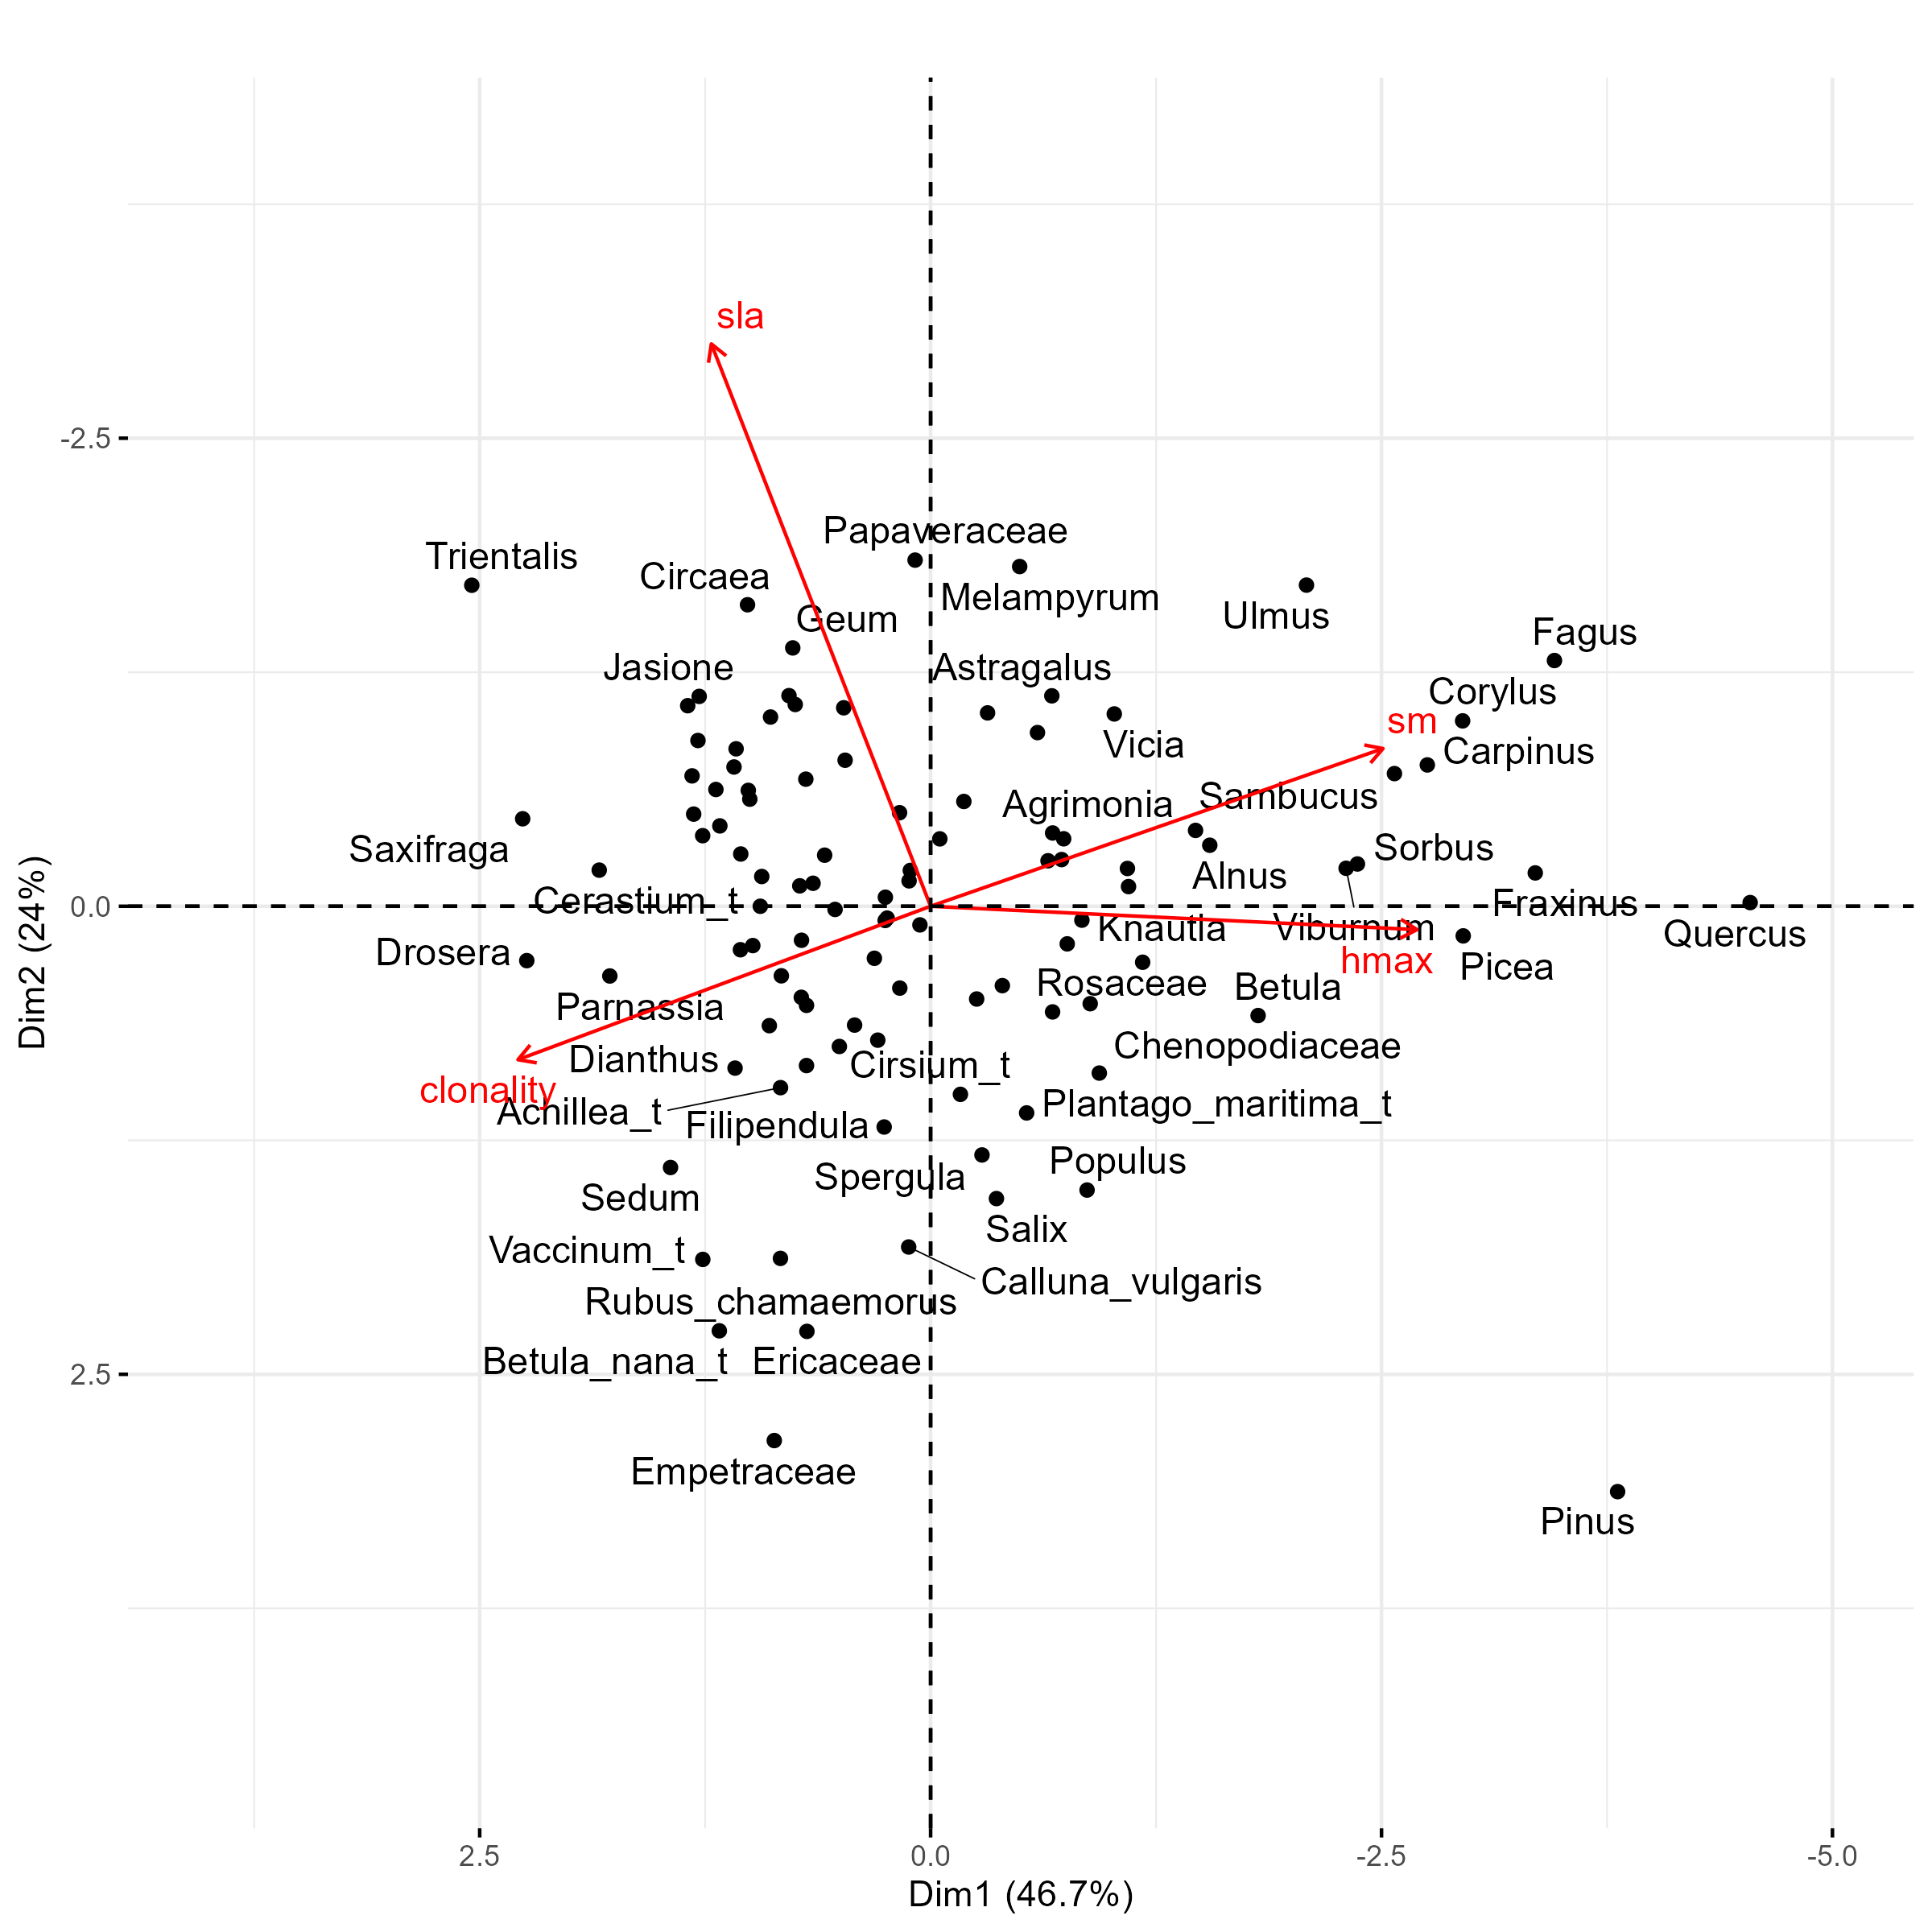 sla
-2.5
Papaveraceae
Trientalis
Circaea
Melampyrum
Geum
Ulmus
Fagus
Jasione
Astragalus
Corylus
sm
Vicia
Carpinus
Agrimonia
Sambucus
Saxifraga
Sorbus
Alnus
Cerastium_t
Fraxinus
0.0
Dim2 (24%)
Knautia
Viburnum
Quercus
Drosera
hmax
Picea
Rosaceae
Betula
Parnassia
Chenopodiaceae
Dianthus
Cirsium_t
clonality
Achillea_t
Plantago_maritima_t
Filipendula
Populus
Spergula
Sedum
Salix
Vaccinum_t
Calluna_vulgaris
Rubus_chamaemorus
Betula_nana_t
Ericaceae
2.5
Empetraceae
Pinus
2.5
0.0
-2.5
-5.0
Dim1 (46.7%)